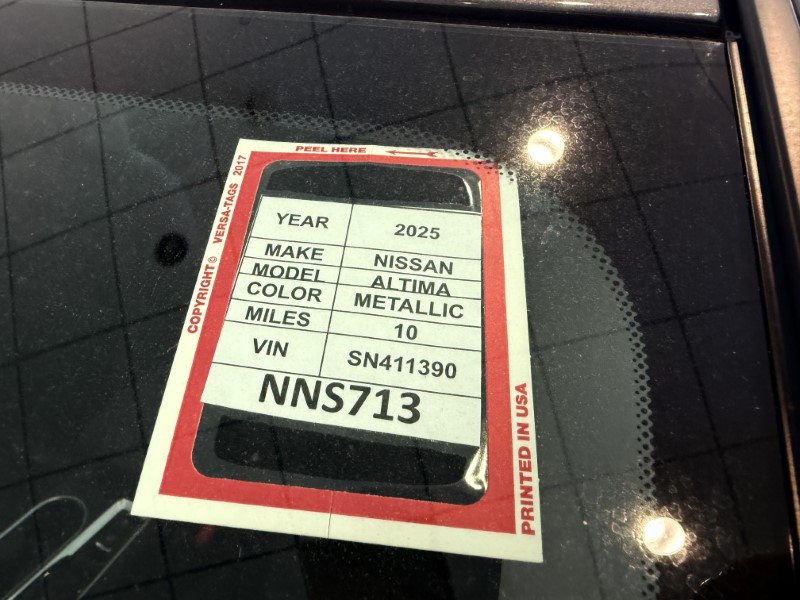 PEEL HERE
COPYRIGHT © VERSA-TAGS 2017
YEAR 2025
MAKE NISSAN
MODEL ALTIMA
COLOR METALLIC
MILES 10
VIN SN411390
NNS713
PRINTED IN USA